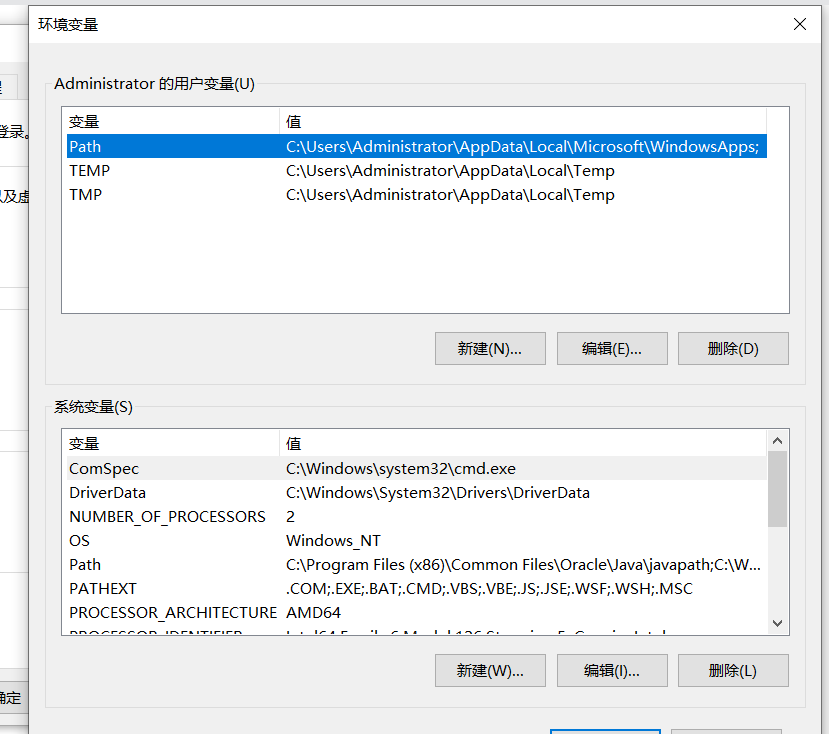 环境变量
登录。
以及虚
确定
Administrator 的用户变量(U)
变量 值
Path C:\Users\Administrator\AppData\Local\Microsoft\WindowsApps;
TEMP C:\Users\Administrator\AppData\Local\Temp
TMP C:\Users\Administrator\AppData\Local\Temp
新建(N)... 编辑(E)... 删除(D)
系统变量(S)
变量 值
ComSpec C:\Windows\system32\cmd.exe
DriverData C:\Windows\System32\Drivers\DriverData
NUMBER_OF_PROCESSORS 2
OS Windows_NT
Path C:\Program Files (x86)\Common Files\Oracle\Java\javapath;C:\W...
PATHEXT .COM;.EXE;.BAT;.CMD;.VBS;.VBE;.JS;.JSE;.WSF;.WSH;.MSC
PROCESSOR_ARCHITECTURE AMD64
新建(W)... 编辑(I)... 删除(L)